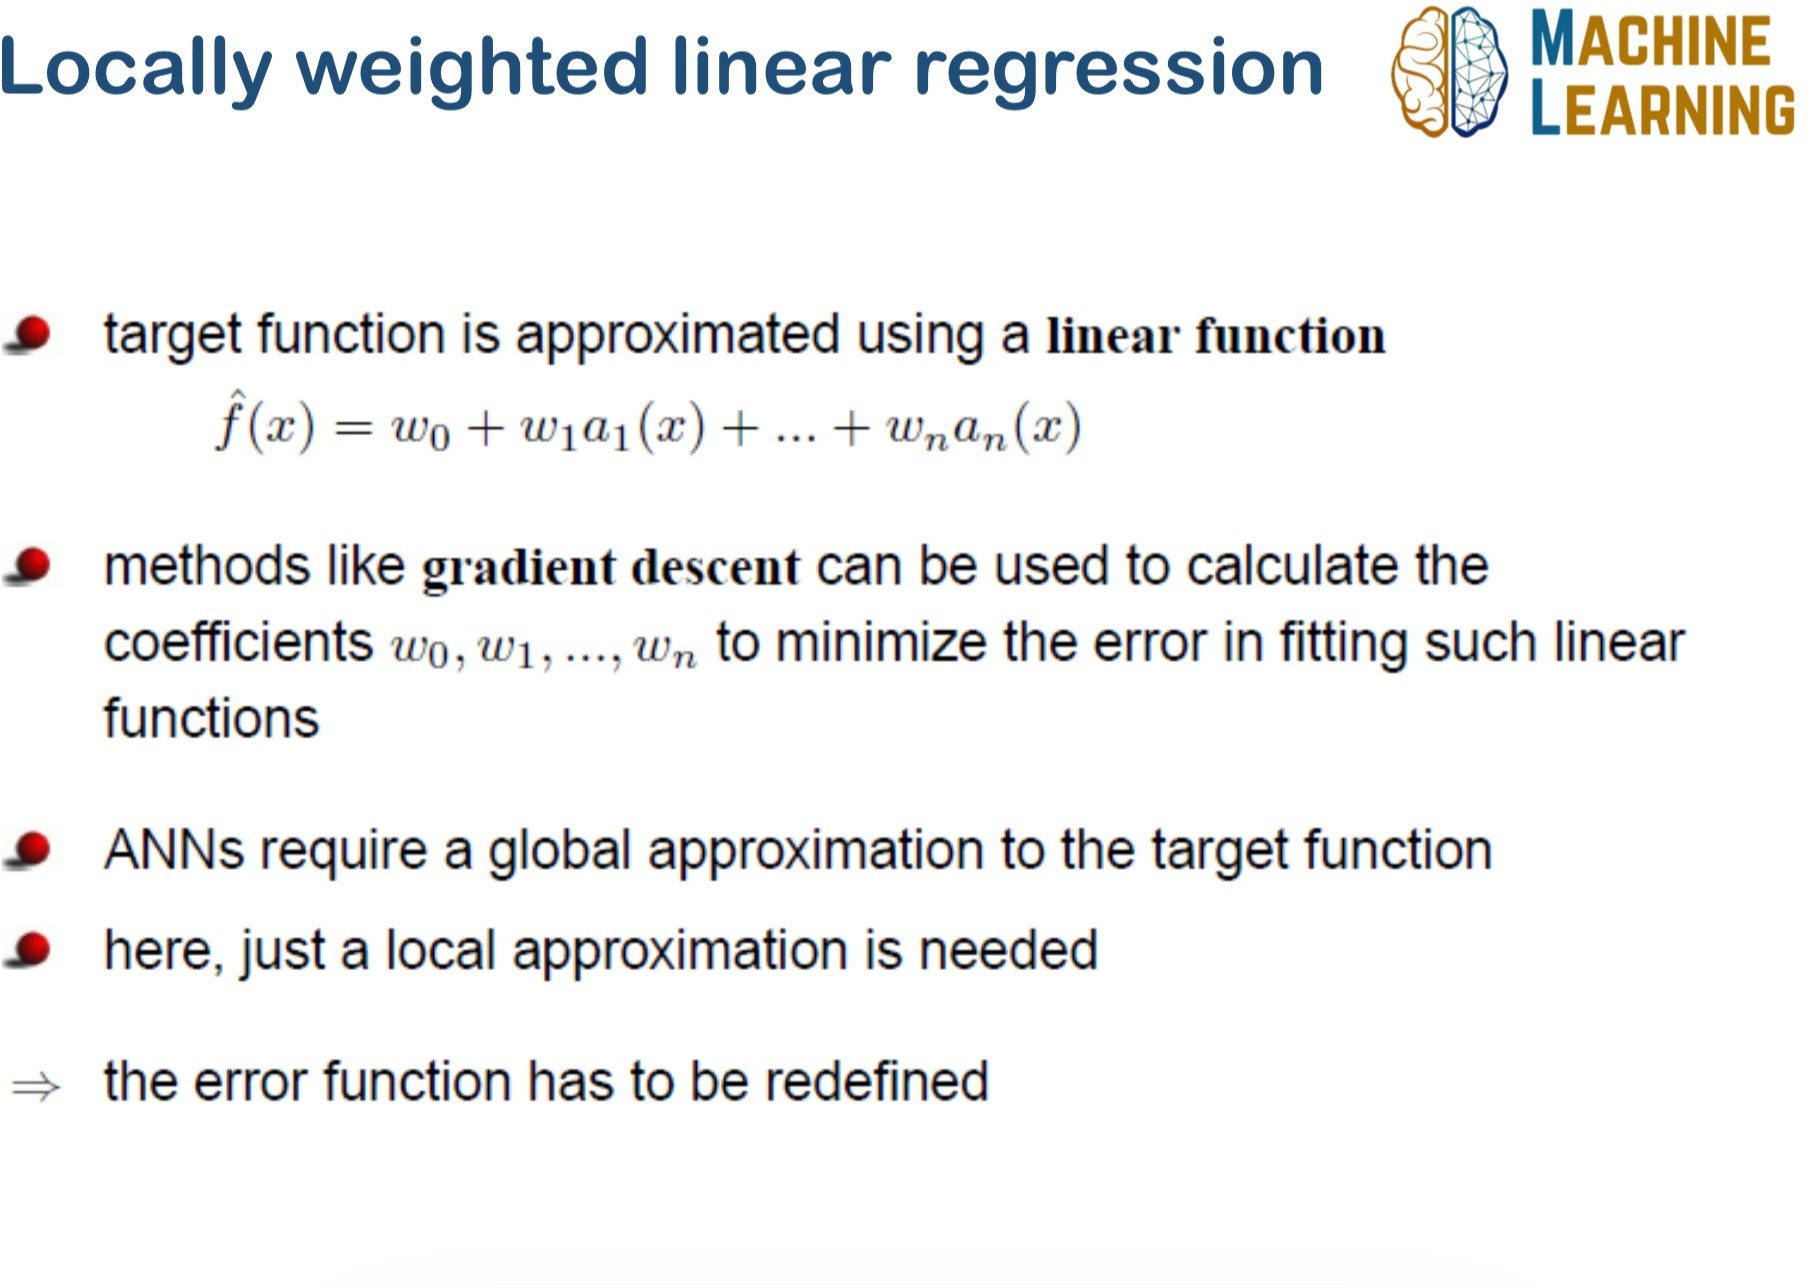 Locally weighted linear regression
MACHINE
LEARNING
target function is approximated using a linear function
f̂(x) = w₀ + w₁a₁(x) + ... + wₙaₙ(x)
methods like gradient descent can be used to calculate the
coefficients w₀, w₁, ..., wₙ to minimize the error in fitting such linear
functions
ANNs require a global approximation to the target function
here, just a local approximation is needed
⇒ the error function has to be redefined